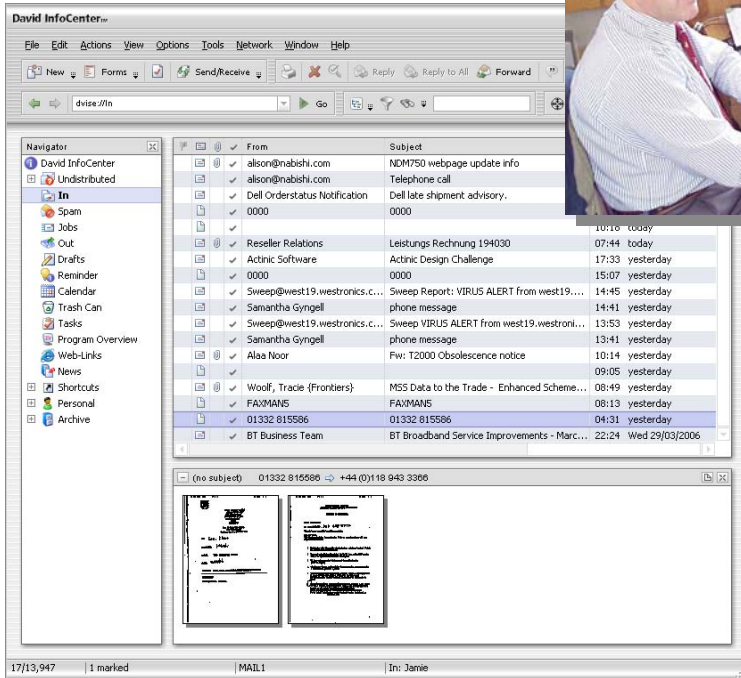 David InfoCenter™
File Edit Actions View Options Tools Network Window Help
New Forms Send/Receive Reply Reply to All Forward
dvise://In Go
Navigator
David InfoCenter
Undistributed
In
Spam
Jobs
Out
Drafts
Reminder
Calendar
Trash Can
Tasks
Program Overview
Web-Links
News
Shortcuts
Personal
Archive
From Subject
alison@nabishi.com NDM750 webpage update info
alison@nabishi.com Telephone call
Dell Orderstatus Notification Dell late shipment advisory.
0000 0000
10:18 today
Reseller Relations Leistungs Rechnung 194030 07:44 today
Actinic Software Actinic Design Challenge 17:33 yesterday
0000 0000 15:07 yesterday
Sweep@west19.westronics.c... Sweep Report: VIRUS ALERT from west19.... 14:45 yesterday
Samantha Gyngell phone message 14:41 yesterday
Sweep@west19.westronics.c... Sweep VIRUS ALERT from west19.westroni... 13:53 yesterday
Samantha Gyngell phone message 13:41 yesterday
Alaa Noor Fw: T2000 Obsolescence notice 10:14 yesterday
09:05 yesterday
Woolf, Tracie {Frontiers} MSS Data to the Trade - Enhanced Scheme... 08:49 yesterday
FAXMAN5 FAXMAN5 08:13 yesterday
01332 815586 01332 815586 04:31 yesterday
BT Business Team BT Broadband Service Improvements - Marc... 22:24 Wed 29/03/2006
(no subject) 01332 815586 ⇨ +44 (0)118 943 3366
17/13,947 1 marked MAIL1 In: Jamie